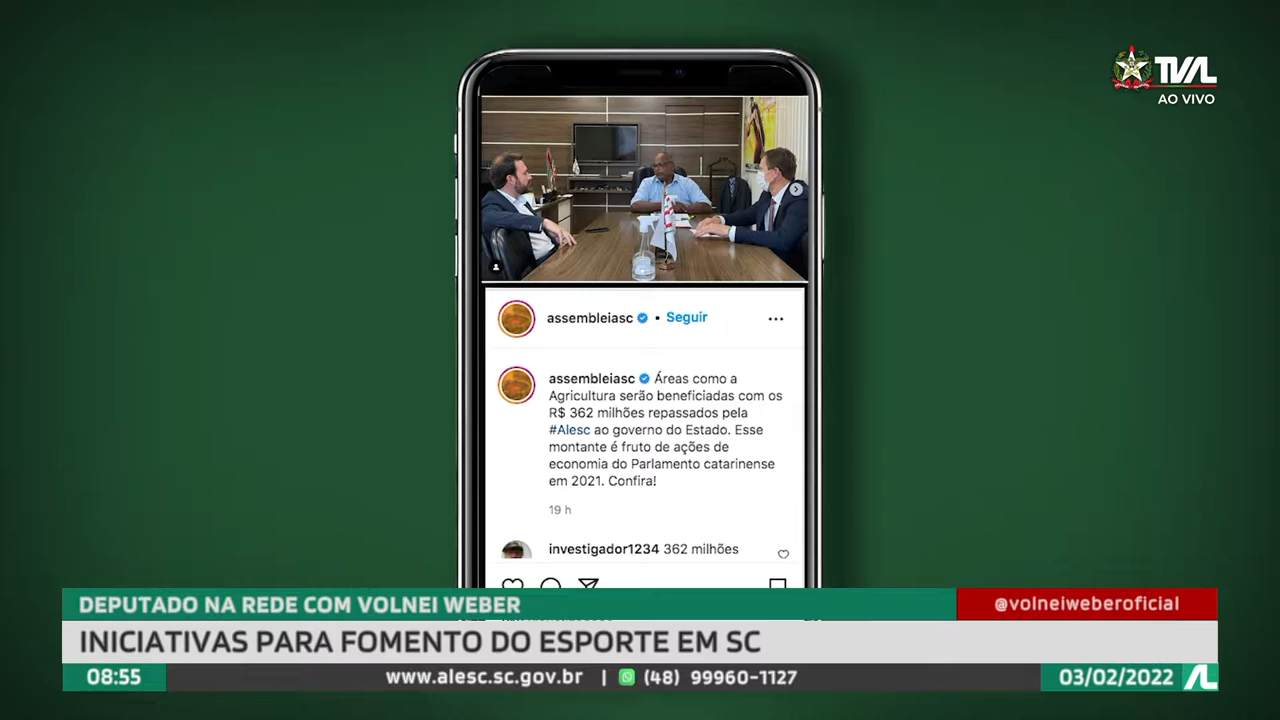 TVAL
AO VIVO
assembleiasc • Seguir
assembleiasc Áreas como a
Agricultura serão beneficiadas com os
R$ 362 milhões repassados pela
#Alesc ao governo do Estado. Esse
montante é fruto de ações de
economia do Parlamento catarinense
em 2021. Confira!
19 h
investigador1234 362 milhões
DEPUTADO NA REDE COM VOLNEI WEBER
@volneiweberoficial
INICIATIVAS PARA FOMENTO DO ESPORTE EM SC
08:55
www.alesc.sc.gov.br | (48) 99960-1127
03/02/2022